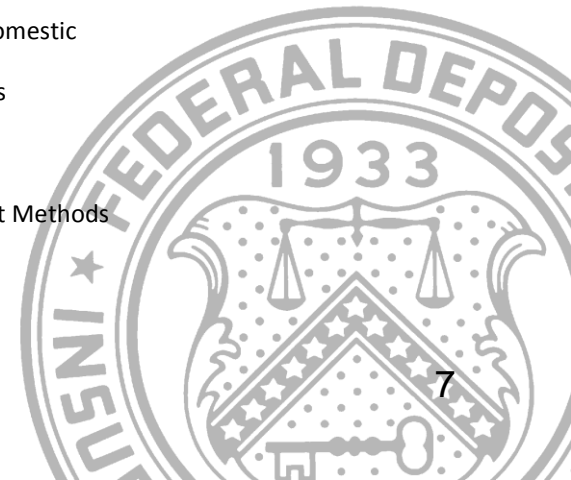 omestic
s
t Methods
FEDERAL DEPOS
1933
INSU
7